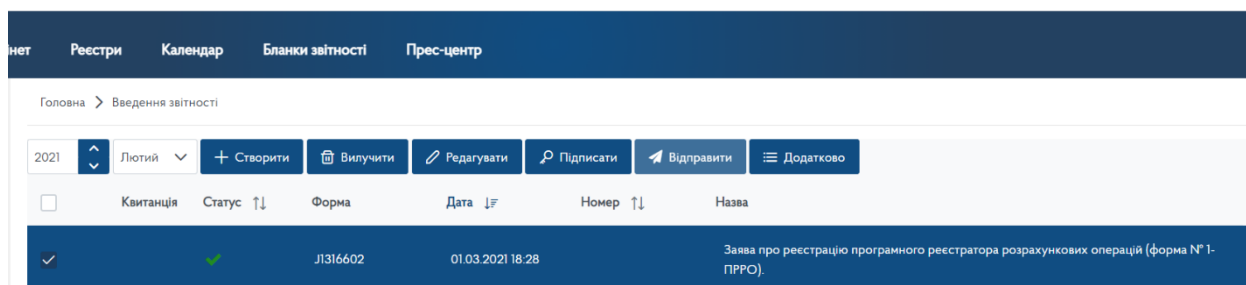 інет Реєстри Календар Бланки звітності Прес-центр
Головна > Введення звітності
2021 Лютий + Створити Вилучити Редагувати Підписати Відправити Додатково
Квитанція Статус Форма Дата Номер Назва
J1316602 01.03.2021 18:28 Заява про реєстрацію програмного реєстратора розрахункових операцій (форма № 1-
ПРРО).